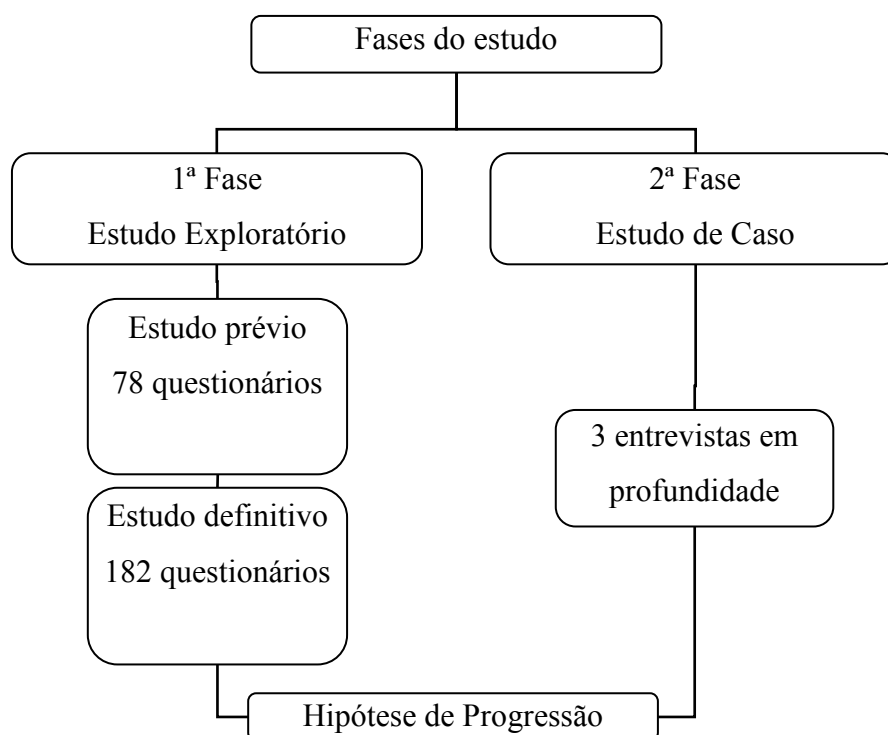 Fases do estudo
1ª Fase
Estudo Exploratório
2ª Fase
Estudo de Caso
Estudo prévio
78 questionários
Estudo definitivo
182 questionários
3 entrevistas em
profundidade
Hipótese de Progressão